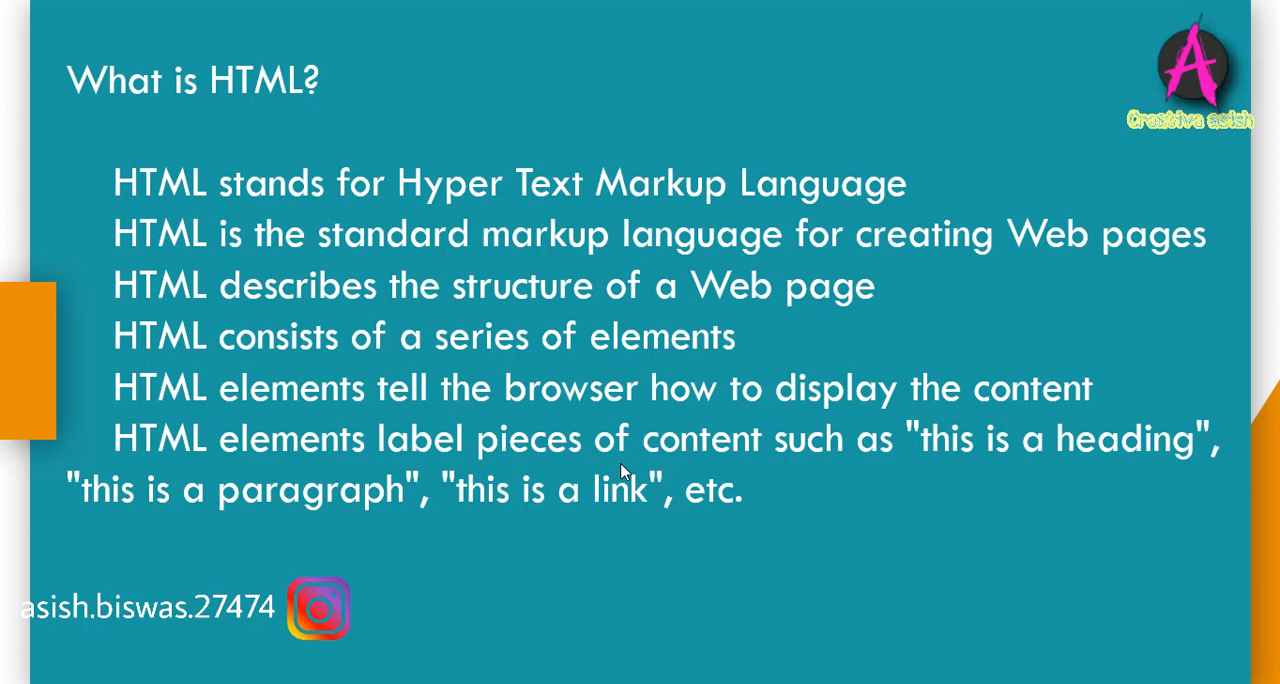 What is HTML?
A
Creative asish
HTML stands for Hyper Text Markup Language
HTML is the standard markup language for creating Web pages
HTML describes the structure of a Web page
HTML consists of a series of elements
HTML elements tell the browser how to display the content
HTML elements label pieces of content such as "this is a heading",
"this is a paragraph", "this is a link", etc.
asish.biswas.27474